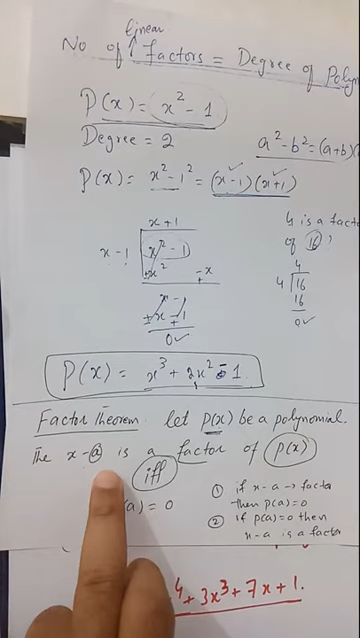 linear
No of ↑ factors = Degree of Polyn
P(x) = x² - 1
Degree = 2
a² - b² = (a+b)(
P(x) = x² - 1² = (x-1)(x+1)
x + 1
x - 1
x² - 1
x² - x
+
x - 1
x + 1
0 ✓
4 is a facto
of 16 ?
4
4 16
16
0 ✓
P(x) = x³ + 2x² - 1
Factor theorem. let p(x) be a polynomial.
The x-a is a factor of p(x)
iff
(a) = 0
① if x-a → factor
then p(a)=0
② if p(a)=0 then
x-a is a factor
4 + 3x³ + 7x + 1.